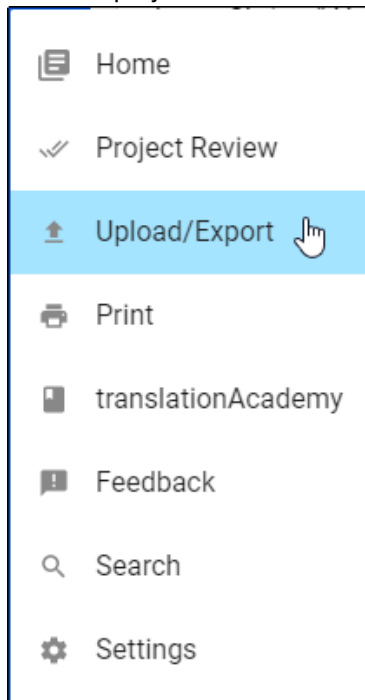 Home
Project Review
Upload/Export
Print
translationAcademy
Feedback
Search
Settings